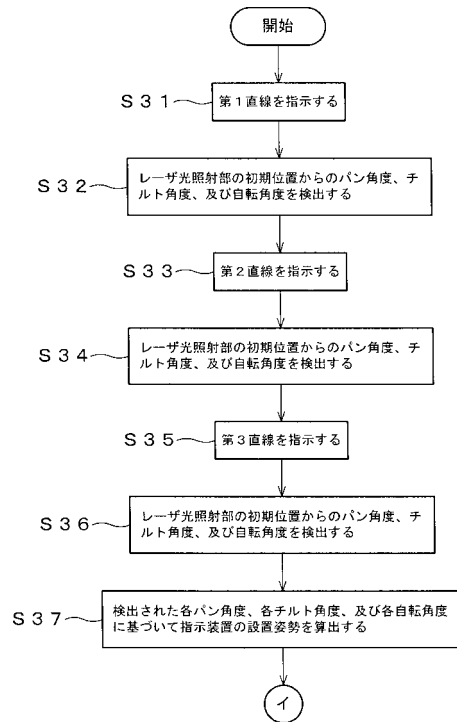 開始
S31
第1直線を指示する
S32
レーザ光照射部の初期位置からのパン角度、チ
ルト角度、及び自転角度を検出する
S33
第2直線を指示する
S34
レーザ光照射部の初期位置からのパン角度、チ
ルト角度、及び自転角度を検出する
S35
第3直線を指示する
S36
レーザ光照射部の初期位置からのパン角度、チ
ルト角度、及び自転角度を検出する
S37
検出された各パン角度、各チルト角度、及び各自転角度
に基づいて指示装置の設置姿勢を算出する
イ